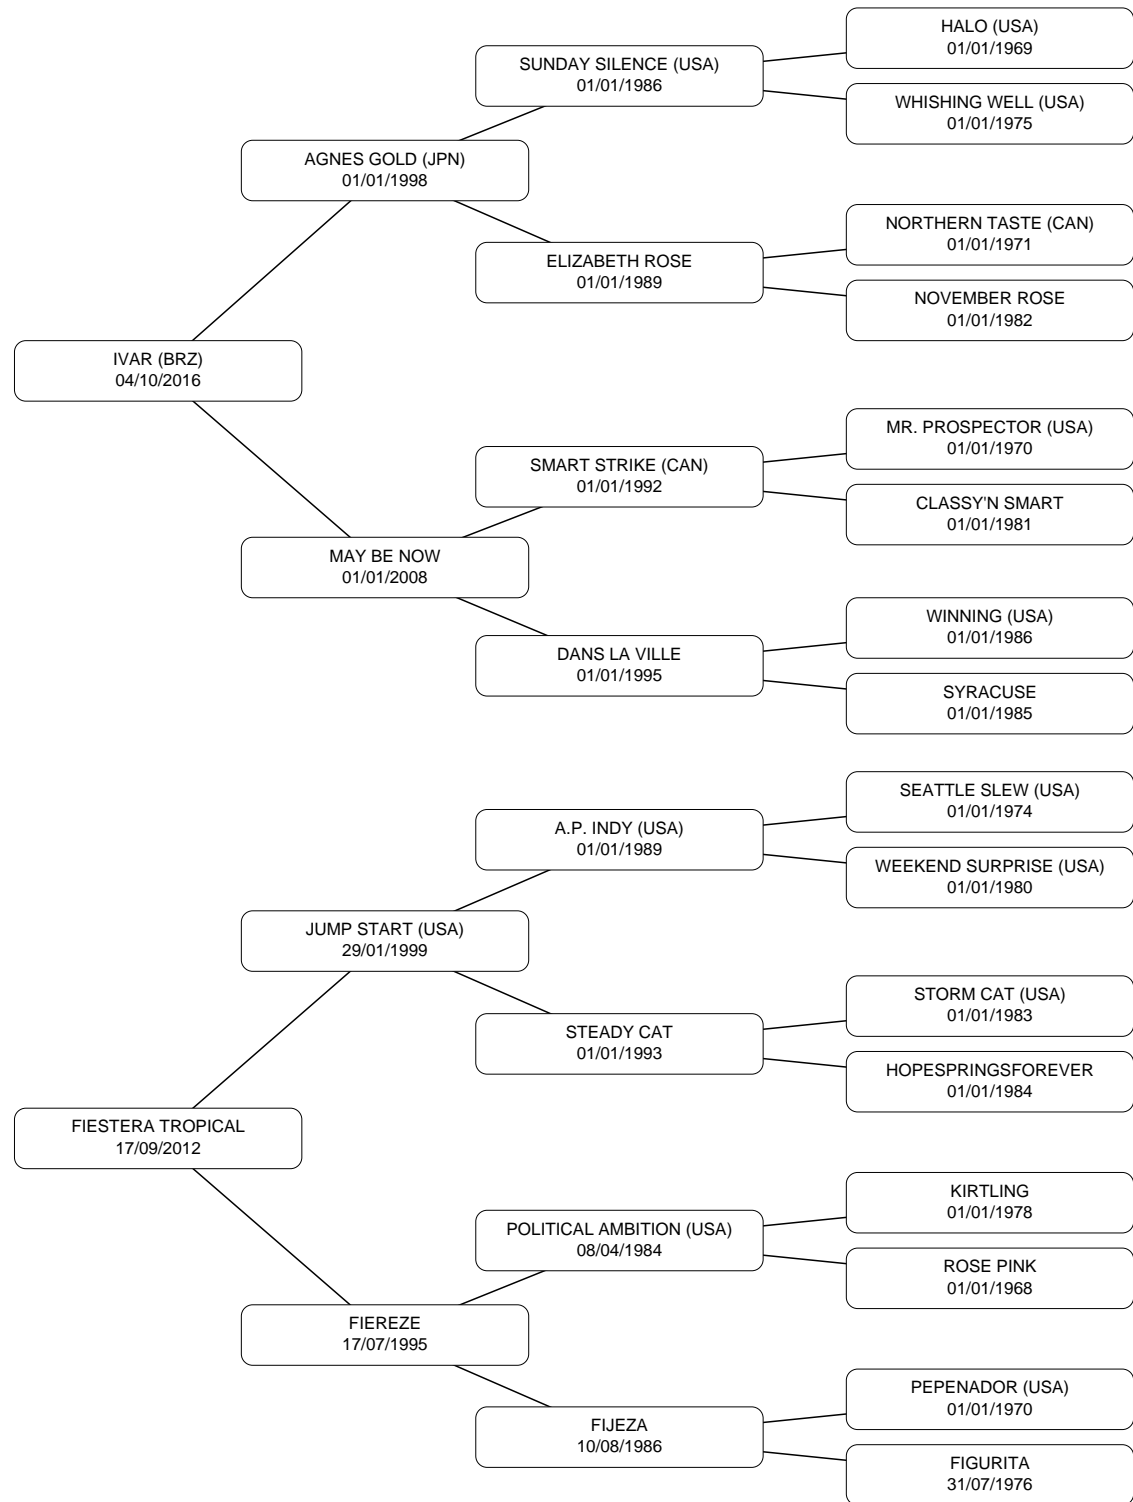 HALO (USA)
01/01/1969
SUNDAY SILENCE (USA)
01/01/1986
WHISHING WELL (USA)
01/01/1975
AGNES GOLD (JPN)
01/01/1998
NORTHERN TASTE (CAN)
01/01/1971
ELIZABETH ROSE
01/01/1989
NOVEMBER ROSE
01/01/1982
IVAR (BRZ)
04/10/2016
MR. PROSPECTOR (USA)
01/01/1970
SMART STRIKE (CAN)
01/01/1992
CLASSY'N SMART
01/01/1981
MAY BE NOW
01/01/2008
WINNING (USA)
01/01/1986
DANS LA VILLE
01/01/1995
SYRACUSE
01/01/1985
SEATTLE SLEW (USA)
01/01/1974
A.P. INDY (USA)
01/01/1989
WEEKEND SURPRISE (USA)
01/01/1980
JUMP START (USA)
29/01/1999
STORM CAT (USA)
01/01/1983
STEADY CAT
01/01/1993
HOPESPRINGSFOREVER
01/01/1984
FIESTERA TROPICAL
17/09/2012
KIRTLING
01/01/1978
POLITICAL AMBITION (USA)
08/04/1984
ROSE PINK
01/01/1968
FIEREZE
17/07/1995
PEPENADOR (USA)
01/01/1970
FIJEZA
10/08/1986
FIGURITA
31/07/1976